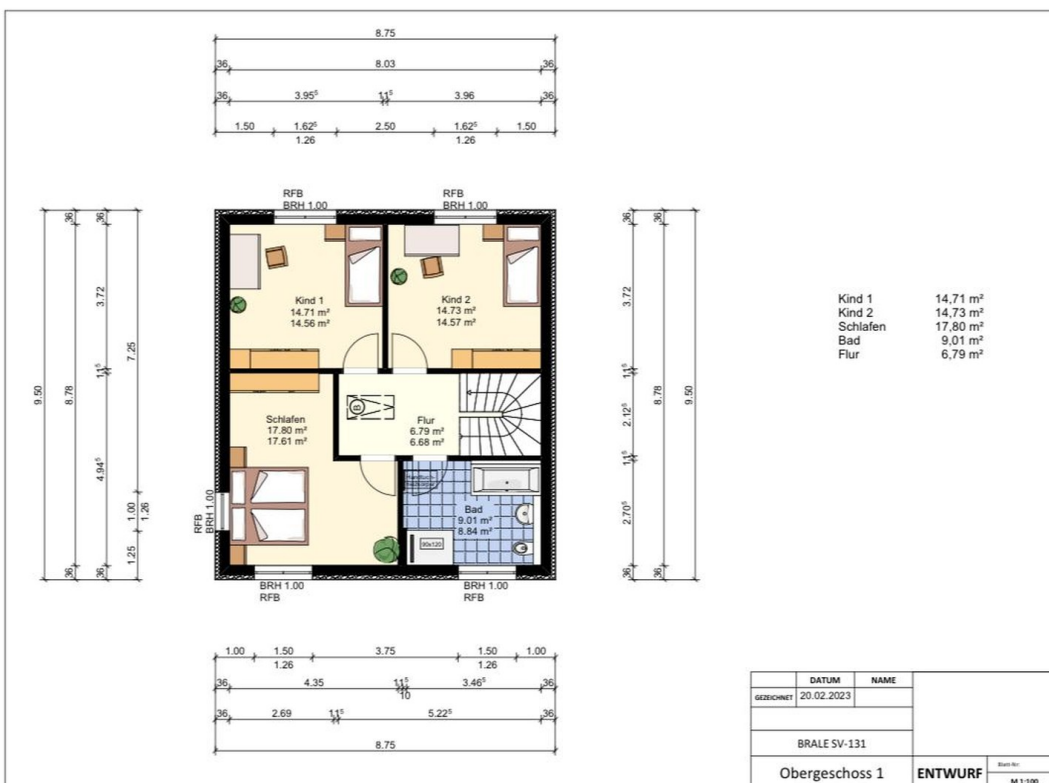 8.75
36 8.03 36
36 3.95⁵ 11⁵ 3.96 36
1.50 1.62⁵ 2.50 1.62⁵ 1.50
1.26 1.26
RFB RFB
BRH 1.00 BRH 1.00
9.50
36 8.78 36
36 3.72 11⁵ 4.94⁵ 36
7.25 1.00 1.25
1.26
Kind 1
14.71 m²
14.56 m²
Kind 2
14.73 m²
14.57 m²
Schlafen
17.80 m²
17.61 m²
B
Flur
6.79 m²
6.68 m²
Bad
9.01 m²
8.84 m²
90x120
RFB
BRH 1.00
BRH 1.00 BRH 1.00
RFB RFB
36 3.72 11⁵ 2.12⁵ 11⁵ 2.70⁵ 36
36 8.78 36
9.50
Kind 1 14,71 m²
Kind 2 14,73 m²
Schlafen 17,80 m²
Bad 9,01 m²
Flur 6,79 m²
1.00 1.50 3.75 1.50 1.00
1.26 1.26
36 4.35 11⁵ 3.46⁵ 36
10
36 2.69 11⁵ 5.22⁵ 36
8.75
DATUM NAME
GEZEICHNET 20.02.2023
BRALE SV-131
Obergeschoss 1 ENTWURF
M 1:100